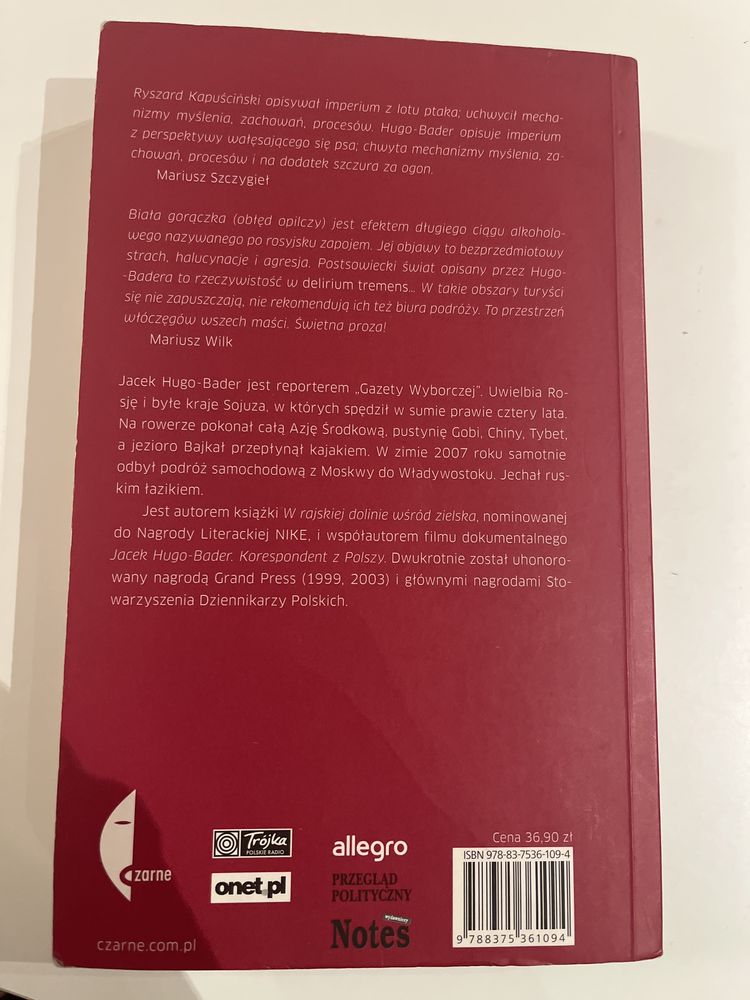 Ryszard Kapuściński opisywał imperium z lotu ptaka; uchwycił mecha-
nizmy myślenia, zachowań, procesów. Hugo-Bader opisuje imperium
z perspektywy wałęsającego się psa; chwyta mechanizmy myślenia, za-
chowań, procesów i na dodatek szczura za ogon.
Mariusz Szczygieł
Biała gorączka (obłęd opilczy) jest efektem długiego ciągu alkoholo-
wego nazywanego po rosyjsku zapojem. Jej objawy to bezprzedmiotowy
strach, halucynacje i agresja. Postsowiecki świat opisany przez Hugo-
-Badera to rzeczywistość w delirium tremens... W takie obszary turyści
się nie zapuszczają, nie rekomendują ich też biura podróży. To przestrzeń
włóczęgów wszech maści. Świetna proza!
Mariusz Wilk
Jacek Hugo-Bader jest reporterem „Gazety Wyborczej". Uwielbia Ro-
sję i byłe kraje Sojuza, w których spędził w sumie prawie cztery lata.
Na rowerze pokonał całą Azję Środkową, pustynię Gobi, Chiny, Tybet,
a jezioro Bajkał przepłynął kajakiem. W zimie 2007 roku samotnie
odbył podróż samochodową z Moskwy do Władywostoku. Jechał rus-
kim łazikiem.
Jest autorem książki W rajskiej dolinie wśród zielska, nominowanej
do Nagrody Literackiej NIKE, i współautorem filmu dokumentalnego
Jacek Hugo-Bader. Korespondent z Polszy. Dwukrotnie został uhonoro-
wany nagrodą Grand Press (1999, 2003) i głównymi nagrodami Sto-
warzyszenia Dziennikarzy Polskich.
Czarne
czarne.com.pl
Trójka
POLSKIE RADIO
onet.pl
allegro
PRZEGLĄD
POLITYCZNY
wydawniczy
Notes
Cena 36,90 zł
ISBN 978-83-7536-109-4
9 788375 361094